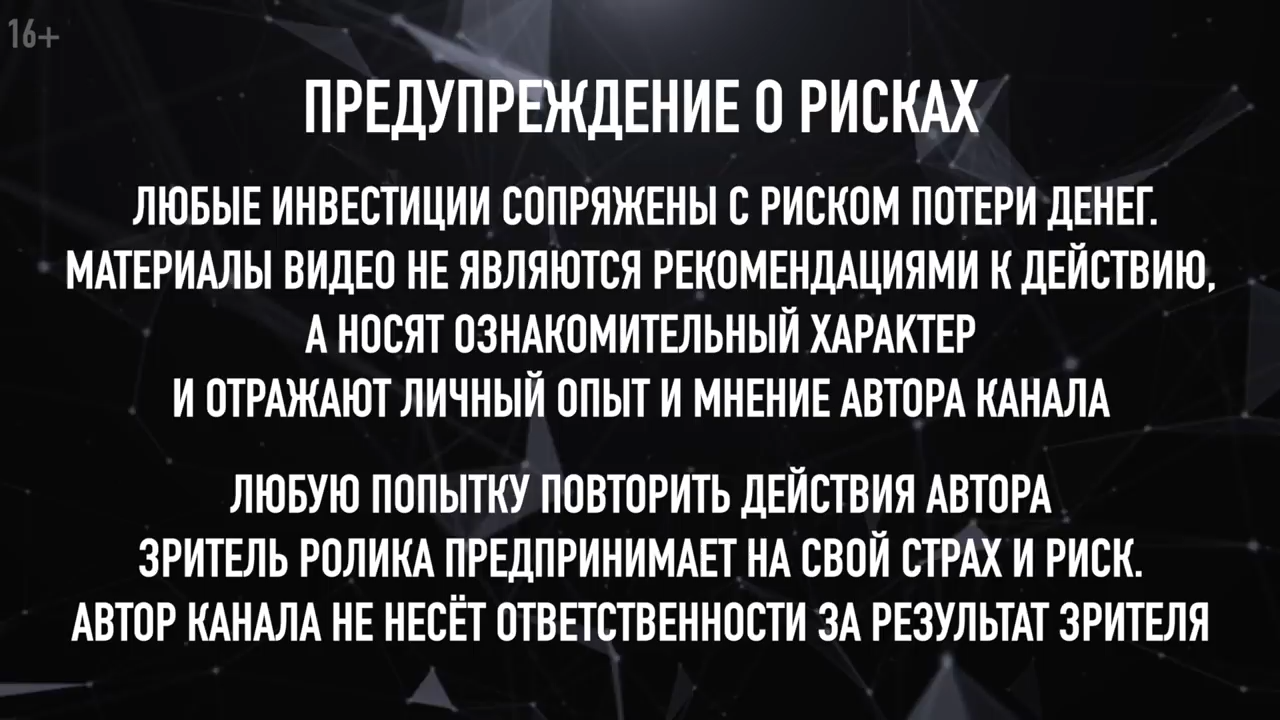 16+
ПРЕДУПРЕЖДЕНИЕ О РИСКАХ
ЛЮБЫЕ ИНВЕСТИЦИИ СОПРЯЖЕНЫ С РИСКОМ ПОТЕРИ ДЕНЕГ.
МАТЕРИАЛЫ ВИДЕО НЕ ЯВЛЯЮТСЯ РЕКОМЕНДАЦИЯМИ К ДЕЙСТВИЮ,
А НОСЯТ ОЗНАКОМИТЕЛЬНЫЙ ХАРАКТЕР
И ОТРАЖАЮТ ЛИЧНЫЙ ОПЫТ И МНЕНИЕ АВТОРА КАНАЛА
ЛЮБУЮ ПОПЫТКУ ПОВТОРИТЬ ДЕЙСТВИЯ АВТОРА
ЗРИТЕЛЬ РОЛИКА ПРЕДПРИНИМАЕТ НА СВОЙ СТРАХ И РИСК.
АВТОР КАНАЛА НЕ НЕСЁТ ОТВЕТСТВЕННОСТИ ЗА РЕЗУЛЬТАТ ЗРИТЕЛЯ